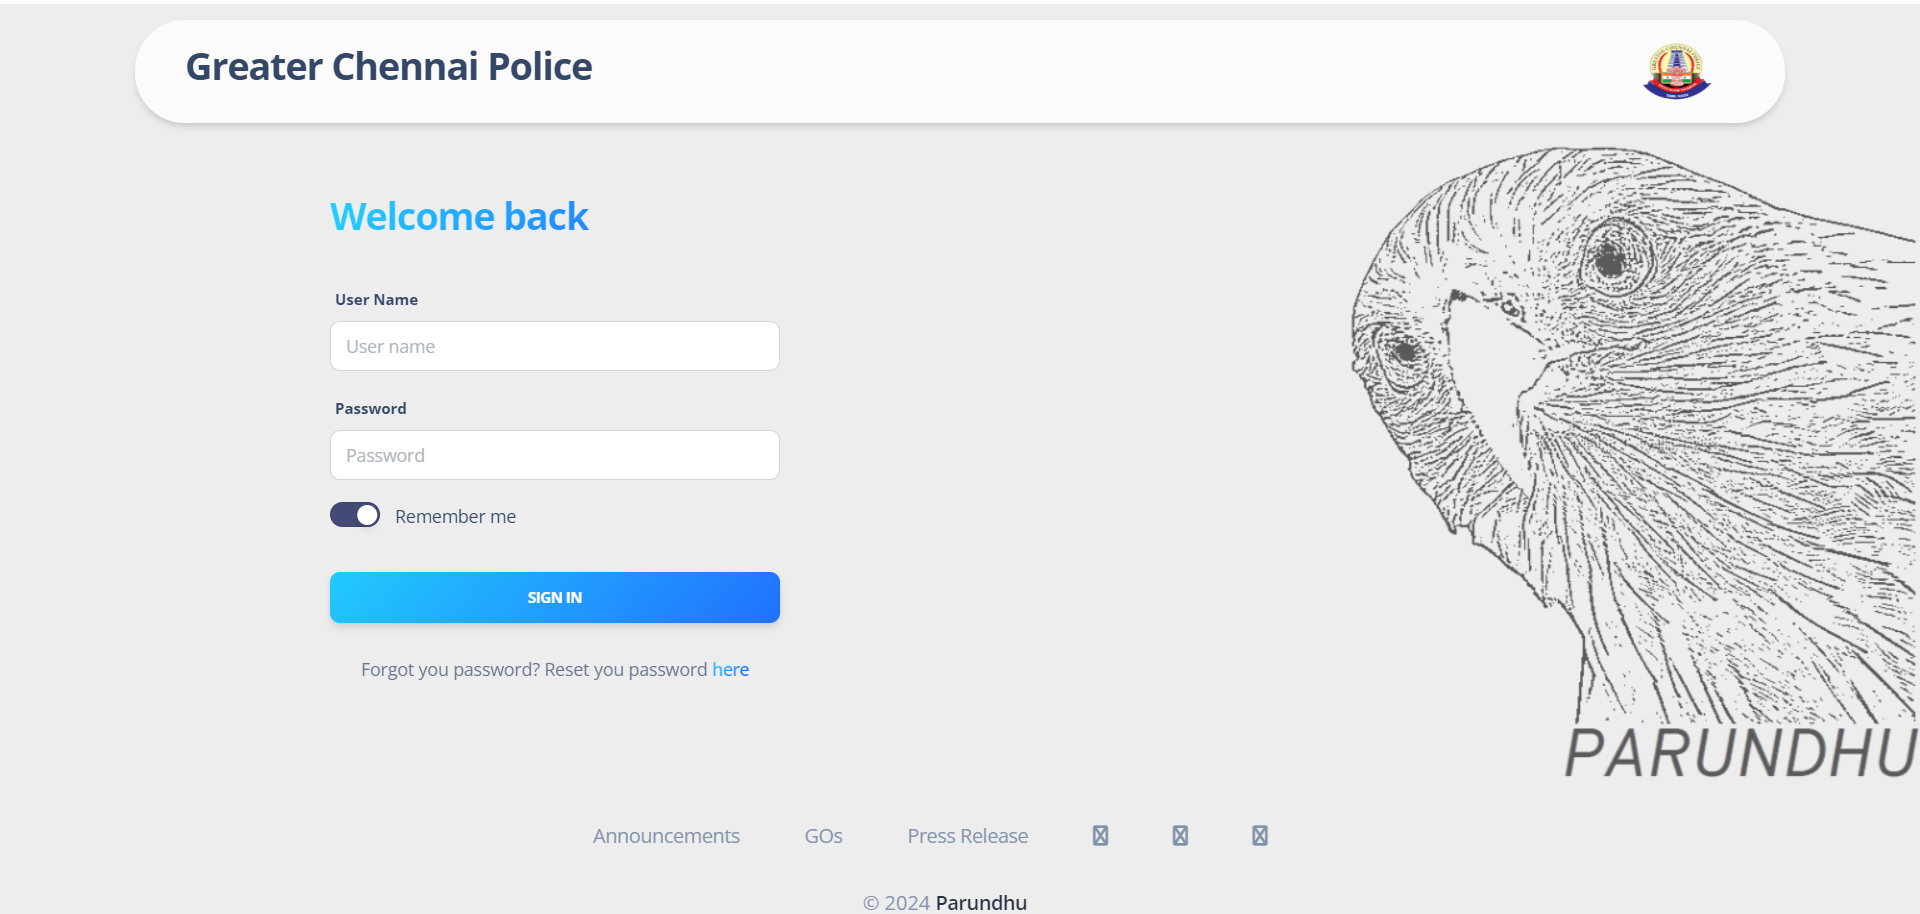 Greater Chennai Police
Welcome back
User Name
User name
Password
Password
Remember me
SIGN IN
Forgot you password? Reset you password here
PARUNDHU
Announcements GOs Press Release
© 2024 Parundhu